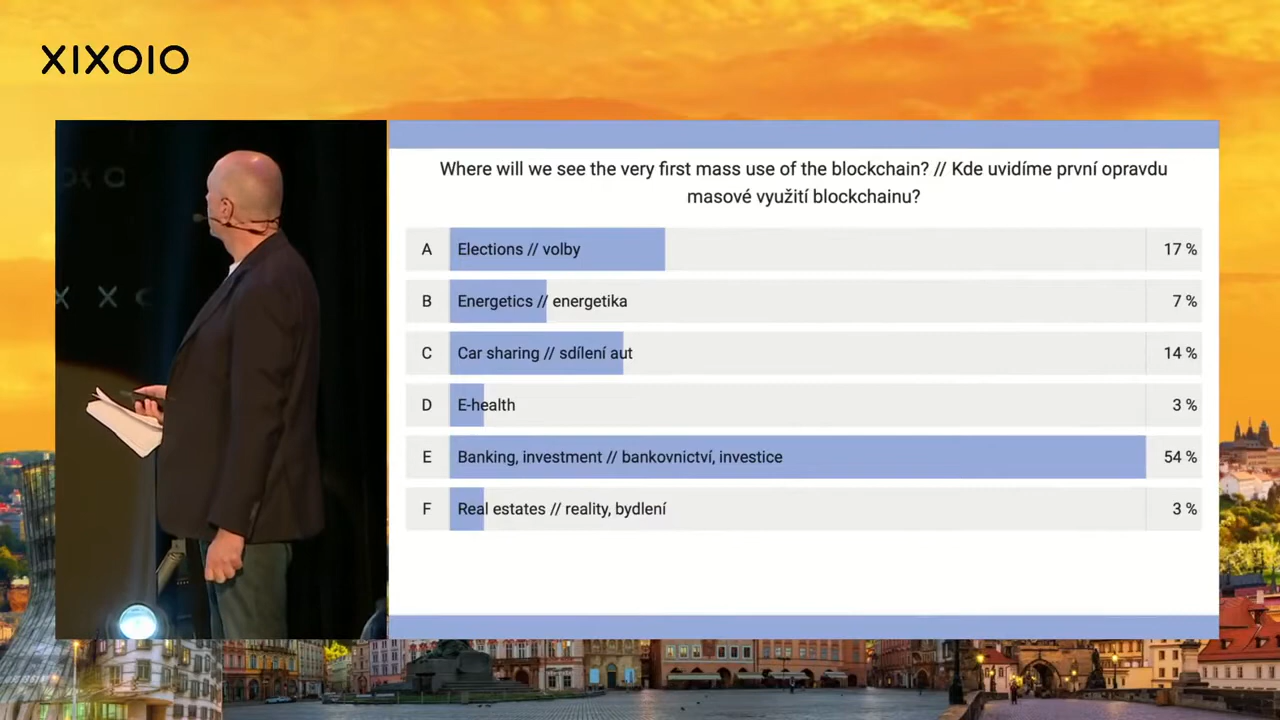 XIXOIO
Where will we see the very first mass use of the blockchain? // Kde uvidíme první opravdu
masové využití blockchainu?
A Elections // volby 17 %
B Energetics // energetika 7 %
C Car sharing // sdílení aut 14 %
D E-health 3 %
E Banking, investment // bankovnictví, investice 54 %
F Real estates // reality, bydlení 3 %